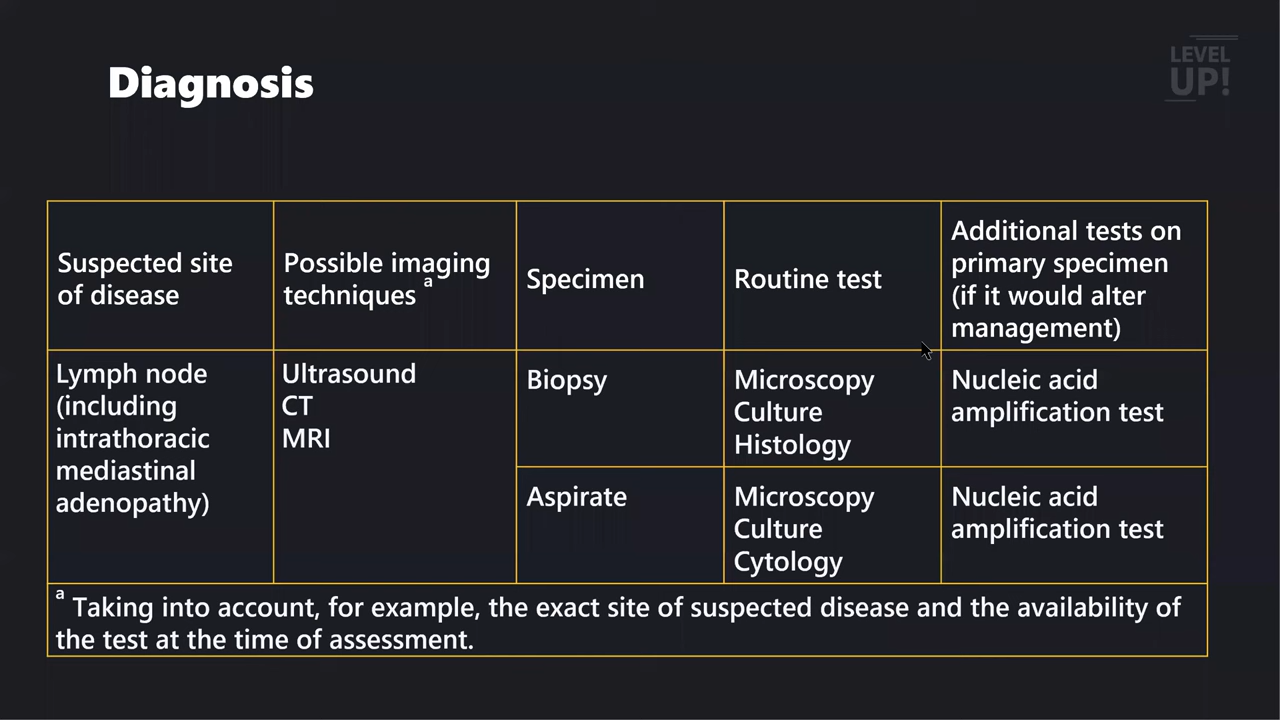 LEVEL
UP!
Diagnosis
Suspected site
of disease
Possible imaging
techniques a
Specimen
Routine test
Additional tests on
primary specimen
(if it would alter
management)
Lymph node
(including
intrathoracic
mediastinal
adenopathy)
Ultrasound
CT
MRI
Biopsy
Microscopy
Culture
Histology
Nucleic acid
amplification test
Aspirate
Microscopy
Culture
Cytology
Nucleic acid
amplification test
a Taking into account, for example, the exact site of suspected disease and the availability of
the test at the time of assessment.